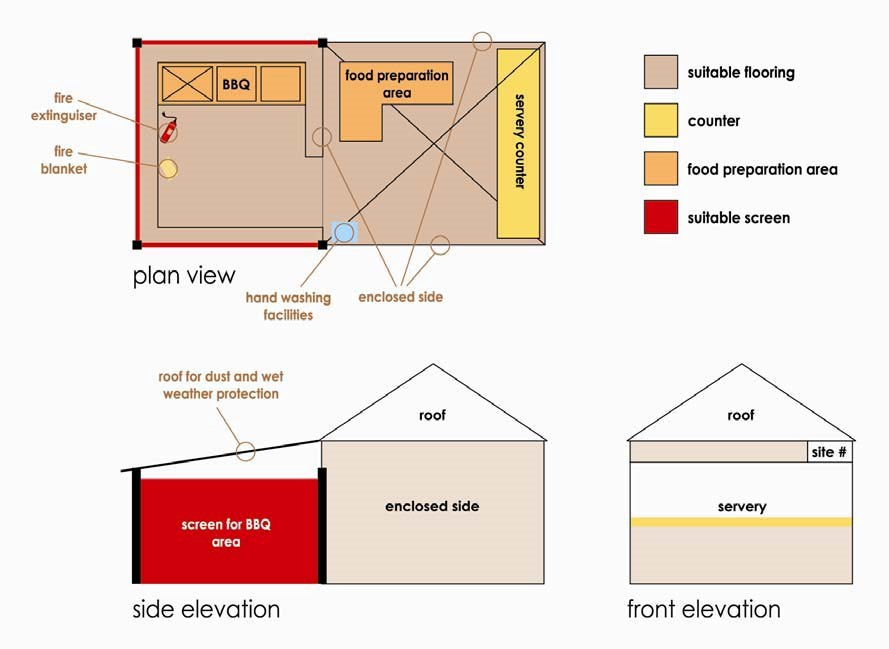 BBQ
food preparation
area
servery counter
fire
extinguiser
fire
blanket
plan view
hand washing
facilities
enclosed side
suitable flooring
counter
food preparation area
suitable screen
roof for dust and wet
weather protection
roof
screen for BBQ
area
enclosed side
side elevation
roof
site #
servery
front elevation